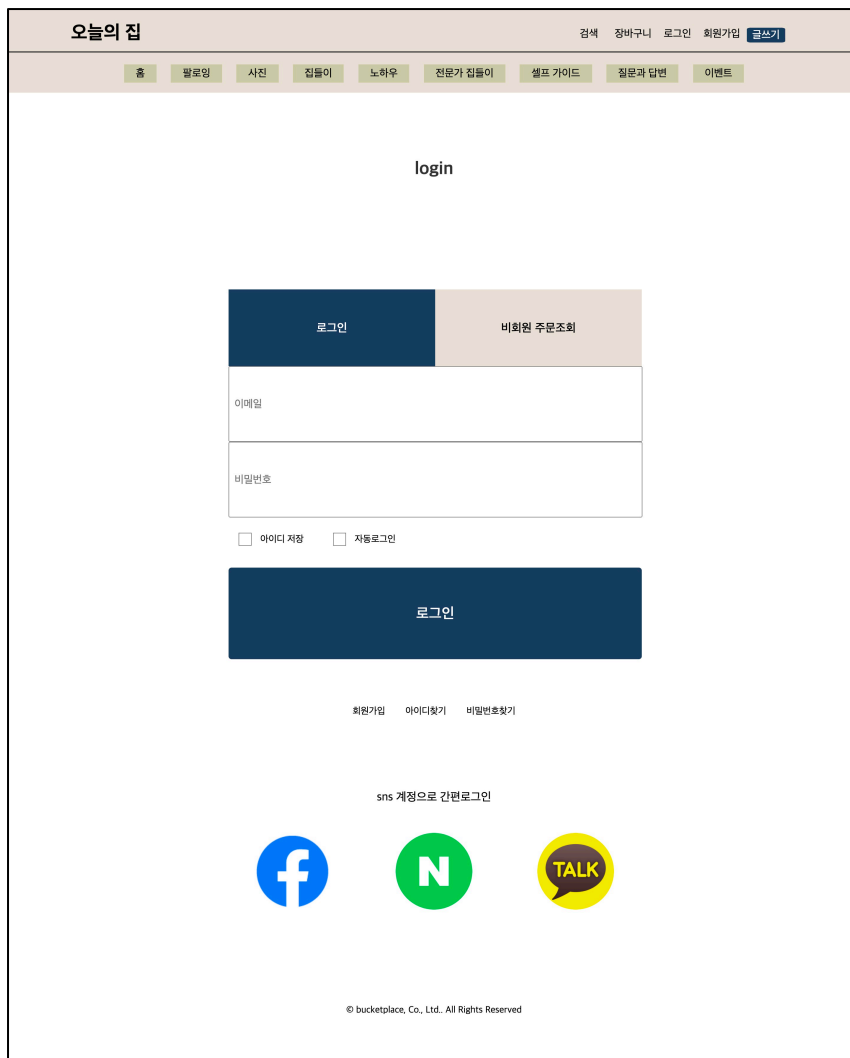 오늘의 집
검색 장바구니 로그인 회원가입 글쓰기
홈 팔로잉 사진 집들이 노하우 전문가 집들이 셀프 가이드 질문과 답변 이벤트
login
로그인 비회원 주문조회
이메일
비밀번호
아이디 저장 자동로그인
로그인
회원가입 아이디찾기 비밀번호찾기
sns 계정으로 간편로그인
N TALK
© bucketplace, Co., Ltd.. All Rights Reserved